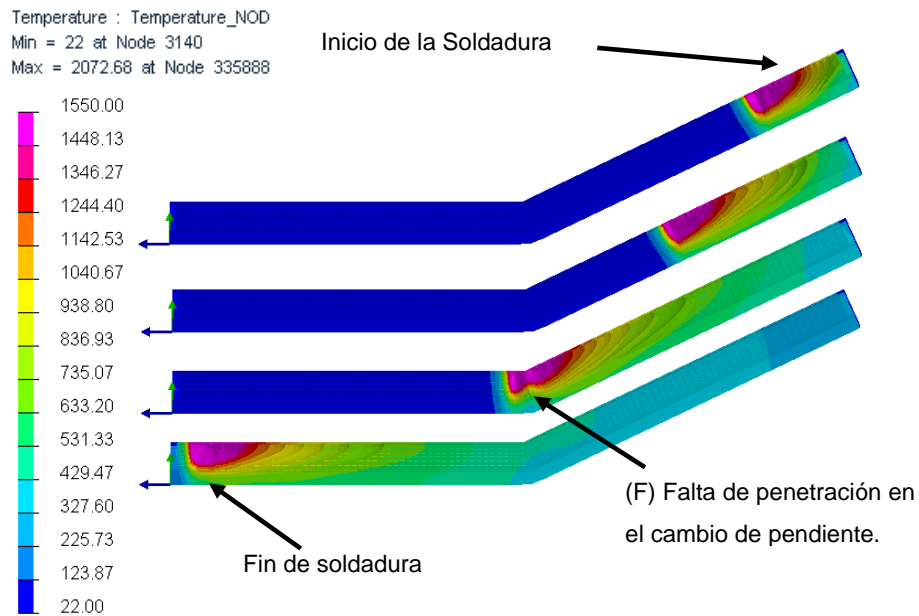 Temperature : Temperature_NOD
Min = 22 at Node 3140
Max = 2072.68 at Node 335888
Inicio de la Soldadura
1550.00
1448.13
1346.27
1244.40
1142.53
1040.67
938.80
836.93
735.07
633.20
531.33
429.47
327.60
225.73
123.87
22.00
(F) Falta de penetración en
el cambio de pendiente.
Fin de soldadura